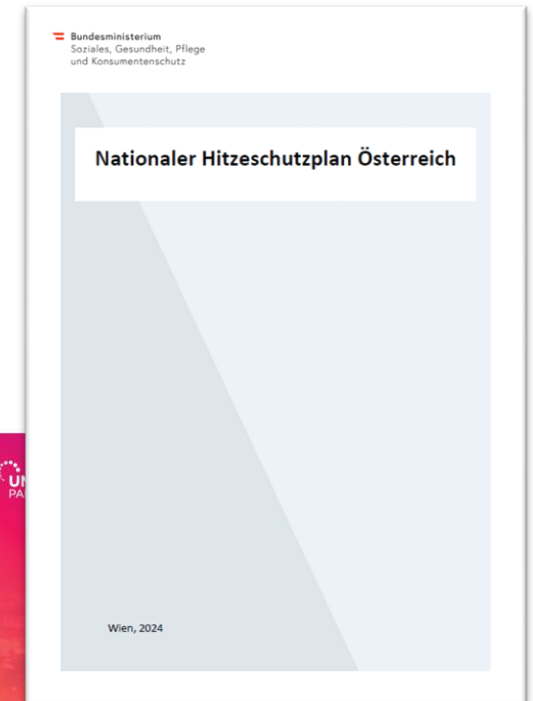 Bundesministerium
Soziales, Gesundheit, Pflege
und Konsumentenschutz
Nationaler Hitzeschutzplan Österreich
Wien, 2024